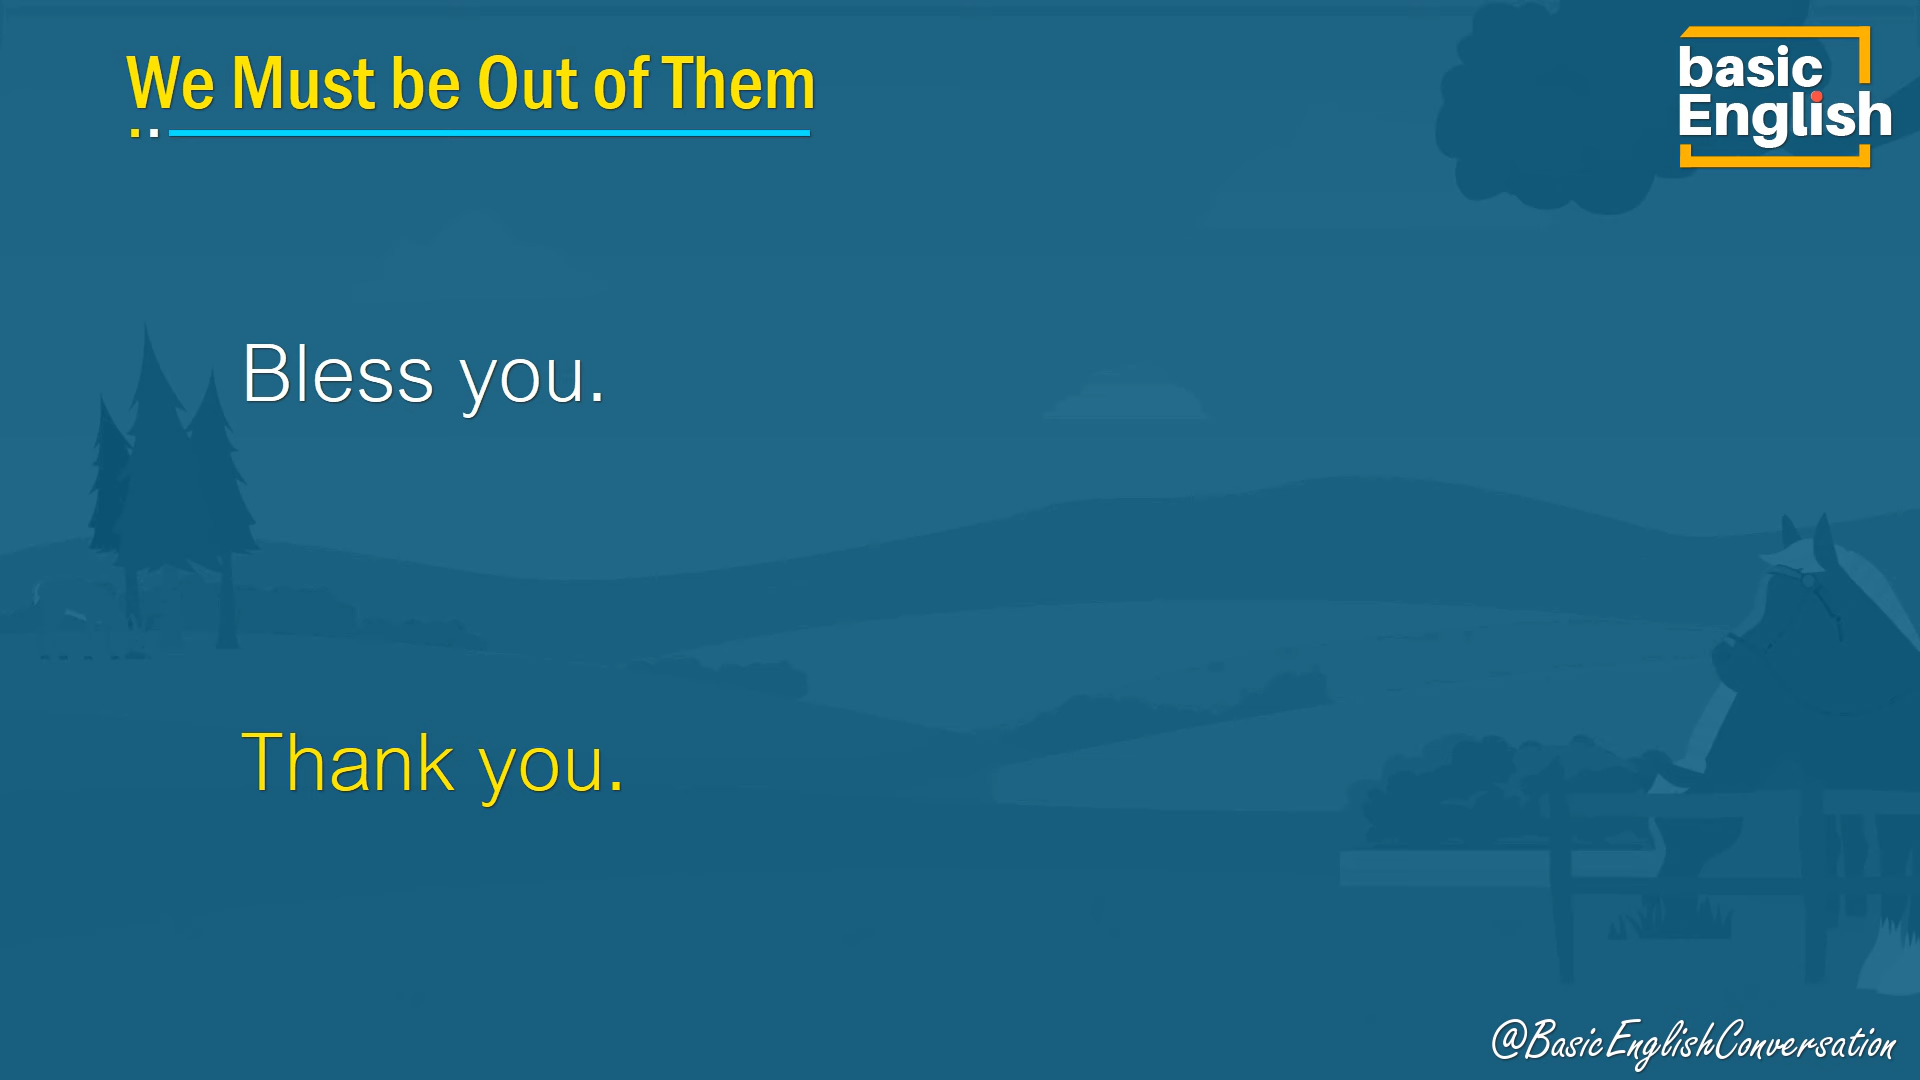 We Must be Out of Them
basic
English
Bless you.
Thank you.
@BasicEnglishConversation